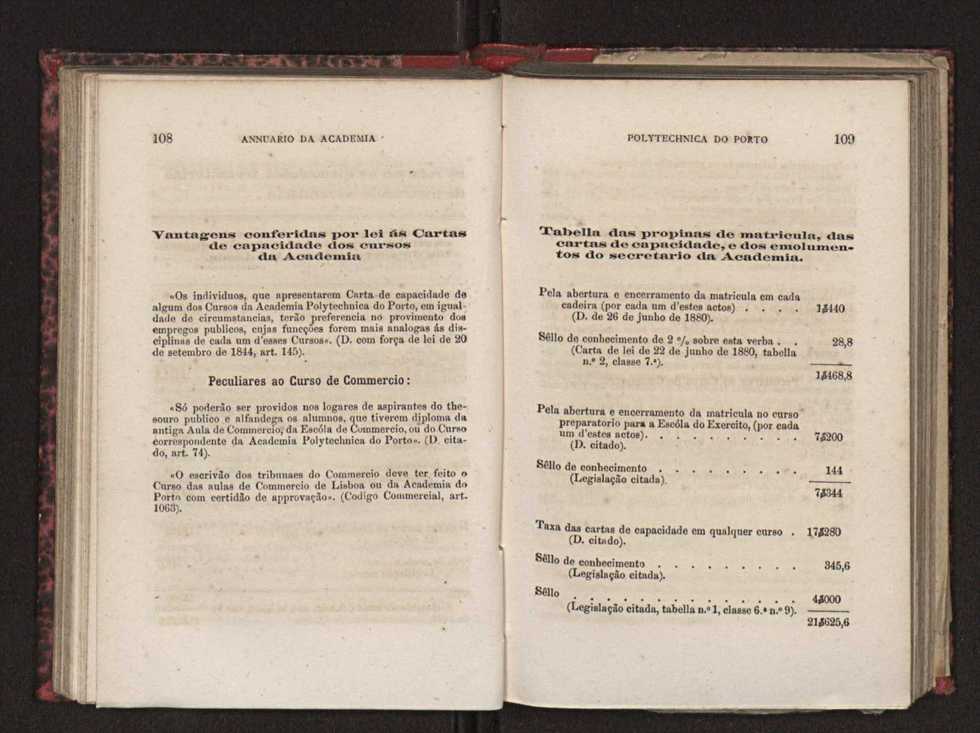 108 ANNUARIO DA ACADEMIA
Vantagens conferidas por lei ás Cartas
de capacidade dos cursos
da Academia
«Os individuos, que apresentarem Carta de capacidade de
algum dos Cursos da Academia Polytechnica do Porto, em igual-
dade de circumstancias, terão preferencia no provimento dos
empregos publicos, cujas funcções forem mais analogas ás dis-
ciplinas de cada um d'esses Cursos». (D. com força de lei de 20
de setembro de 1844, art. 145).
Peculiares ao Curso de Commercio:
«Só poderão ser providos nos logares de aspirantes do the-
souro publico e alfandega os alumnos, que tiverem diploma da
antiga Aula de Commercio, da Escóla de Commercio, ou do Curso
correspondente da Academia Polytechnica do Porto». (D. cita-
do, art. 74).
«O escrivão dos tribunaes do Commercio deve ter feito o
Curso das aulas de Commercio de Lisboa ou da Academia do
Porto com certidão de approvação». (Codigo Commercial, art.
1063).
POLYTECHNICA DO PORTO 109
Tabella das propinas de matricula, das
cartas de capacidade, e dos emolumen-
tos do secretario da Academia.
Pela abertura e encerramento da matricula em cada
cadeira (por cada um d'estes actos) . . . . 1$440
(D. de 26 de junho de 1880).
Sêllo de conhecimento de 2 % sobre esta verba . . 28,8
(Carta de lei de 22 de junho de 1880, tabella
n.º 2, classe 7.ª).
1$468,8
Pela abertura e encerramento da matricula no curso
preparatorio para a Escóla do Exercito, (por cada
um d'estes actos). . . . . . . . . . 7$200
(D. citado).
Sêllo de conhecimento . . . . . . . . . 144
(Legislação citada).
7$344
Taxa das cartas de capacidade em qualquer curso . 17$280
(D. citado).
Sêllo de conhecimento . . . . . . . . . 345,6
(Legislação citada).
Sêllo . . . . . . . . . . . . . 4$000
(Legislação citada, tabella n.º 1, classe 6.ª n.º 9).
21$625,6